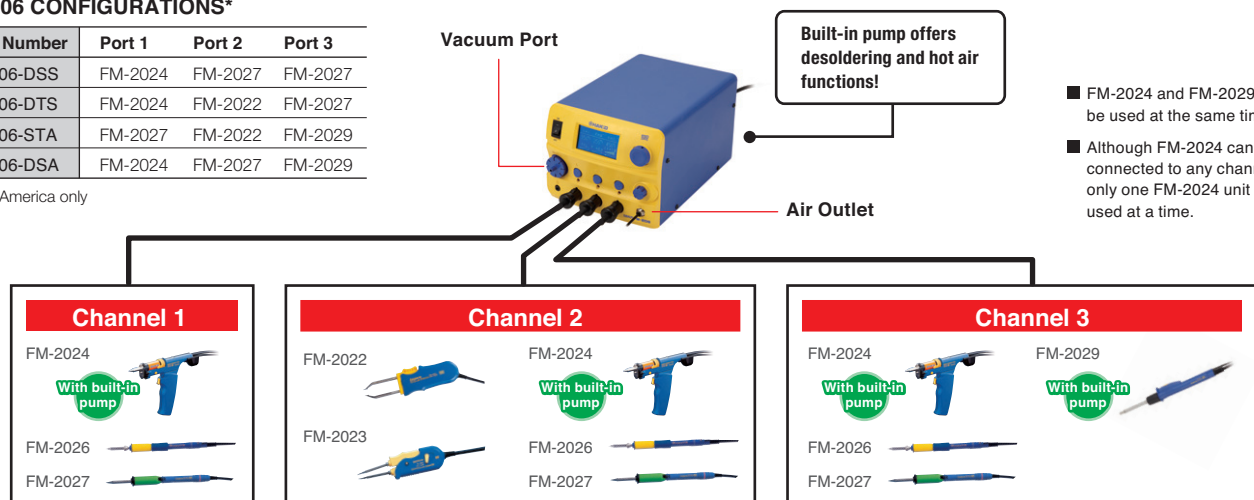 06 CONFIGURATIONS*
Number Port 1 Port 2 Port 3
06-DSS FM-2024 FM-2027 FM-2027
06-DTS FM-2024 FM-2022 FM-2027
06-STA FM-2027 FM-2022 FM-2029
06-DSA FM-2024 FM-2027 FM-2029
America only
Vacuum Port
Built-in pump offers
desoldering and hot air
functions!
Air Outlet
■ FM-2024 and FM-2029
be used at the same tim
■ Although FM-2024 can
connected to any chann
only one FM-2024 unit
used at a time.
Channel 1
FM-2024
With built-in
pump
FM-2026
FM-2027
Channel 2
FM-2022
FM-2023
FM-2024
With built-in
pump
FM-2026
FM-2027
Channel 3
FM-2024
With built-in
pump
FM-2026
FM-2027
FM-2029
With built-in
pump